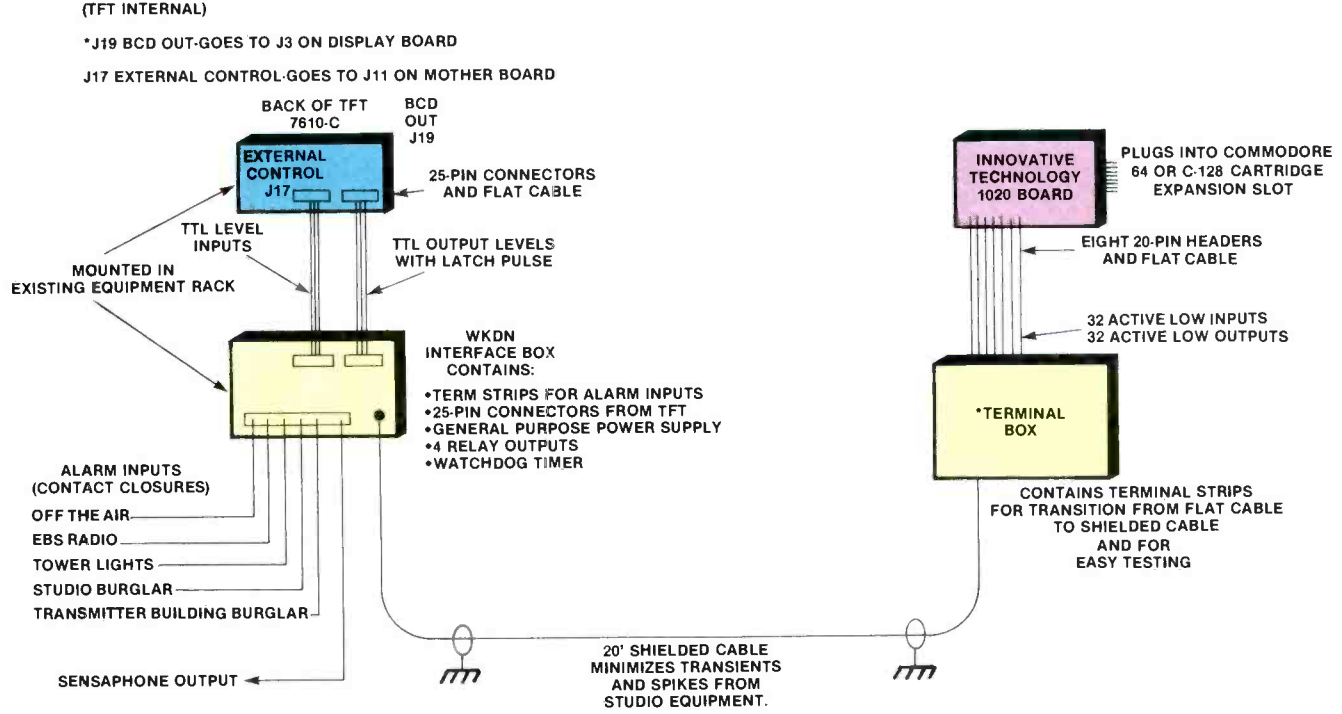 (TFT INTERNAL)
*J19 BCD OUT-GOES TO J3 ON DISPLAY BOARD
J17 EXTERNAL CONTROL-GOES TO J11 ON MOTHER BOARD
BACK OF TFT
7610-C
BCD
OUT
J19
EXTERNAL
CONTROL
J17
25-PIN CONNECTORS
AND FLAT CABLE
TTL LEVEL
INPUTS
TTL OUTPUT LEVELS
WITH LATCH PULSE
MOUNTED IN
EXISTING EQUIPMENT RACK
WKDN
INTERFACE BOX
CONTAINS:
•TERM STRIPS FOR ALARM INPUTS
•25-PIN CONNECTORS FROM TFT
•GENERAL PURPOSE POWER SUPPLY
•4 RELAY OUTPUTS
•WATCHDOG TIMER
ALARM INPUTS
(CONTACT CLOSURES)
OFF THE AIR
EBS RADIO
TOWER LIGHTS
STUDIO BURGLAR
TRANSMITTER BUILDING BURGLAR
SENSAPHONE OUTPUT
20' SHIELDED CABLE
MINIMIZES TRANSIENTS
AND SPIKES FROM
STUDIO EQUIPMENT.
INNOVATIVE
TECHNOLOGY
1020 BOARD
PLUGS INTO COMMODORE
64 OR C-128 CARTRIDGE
EXPANSION SLOT
EIGHT 20-PIN HEADERS
AND FLAT CABLE
32 ACTIVE LOW INPUTS
32 ACTIVE LOW OUTPUTS
*TERMINAL
BOX
CONTAINS TERMINAL STRIPS
FOR TRANSITION FROM FLAT CABLE
TO SHIELDED CABLE
AND FOR
EASY TESTING